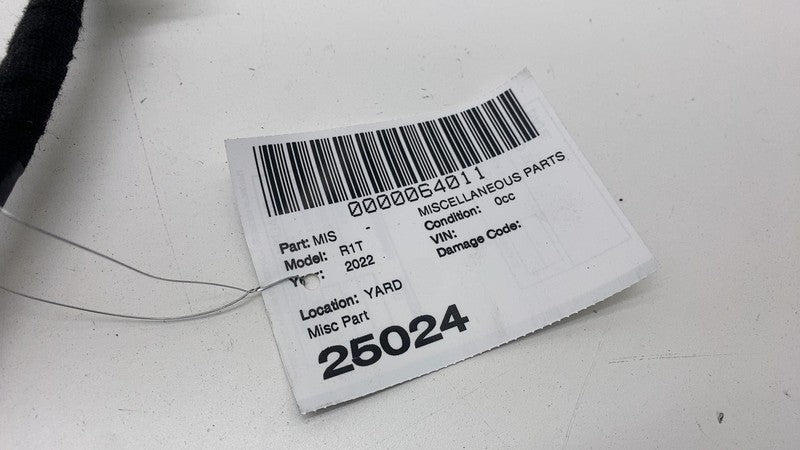 0000064011
Part: MIS - MISCELLANEOUS PARTS
Model: R1T Condition: 0cc
2022 VIN:
Damage Code:
Location: YARD
Misc Part
25024